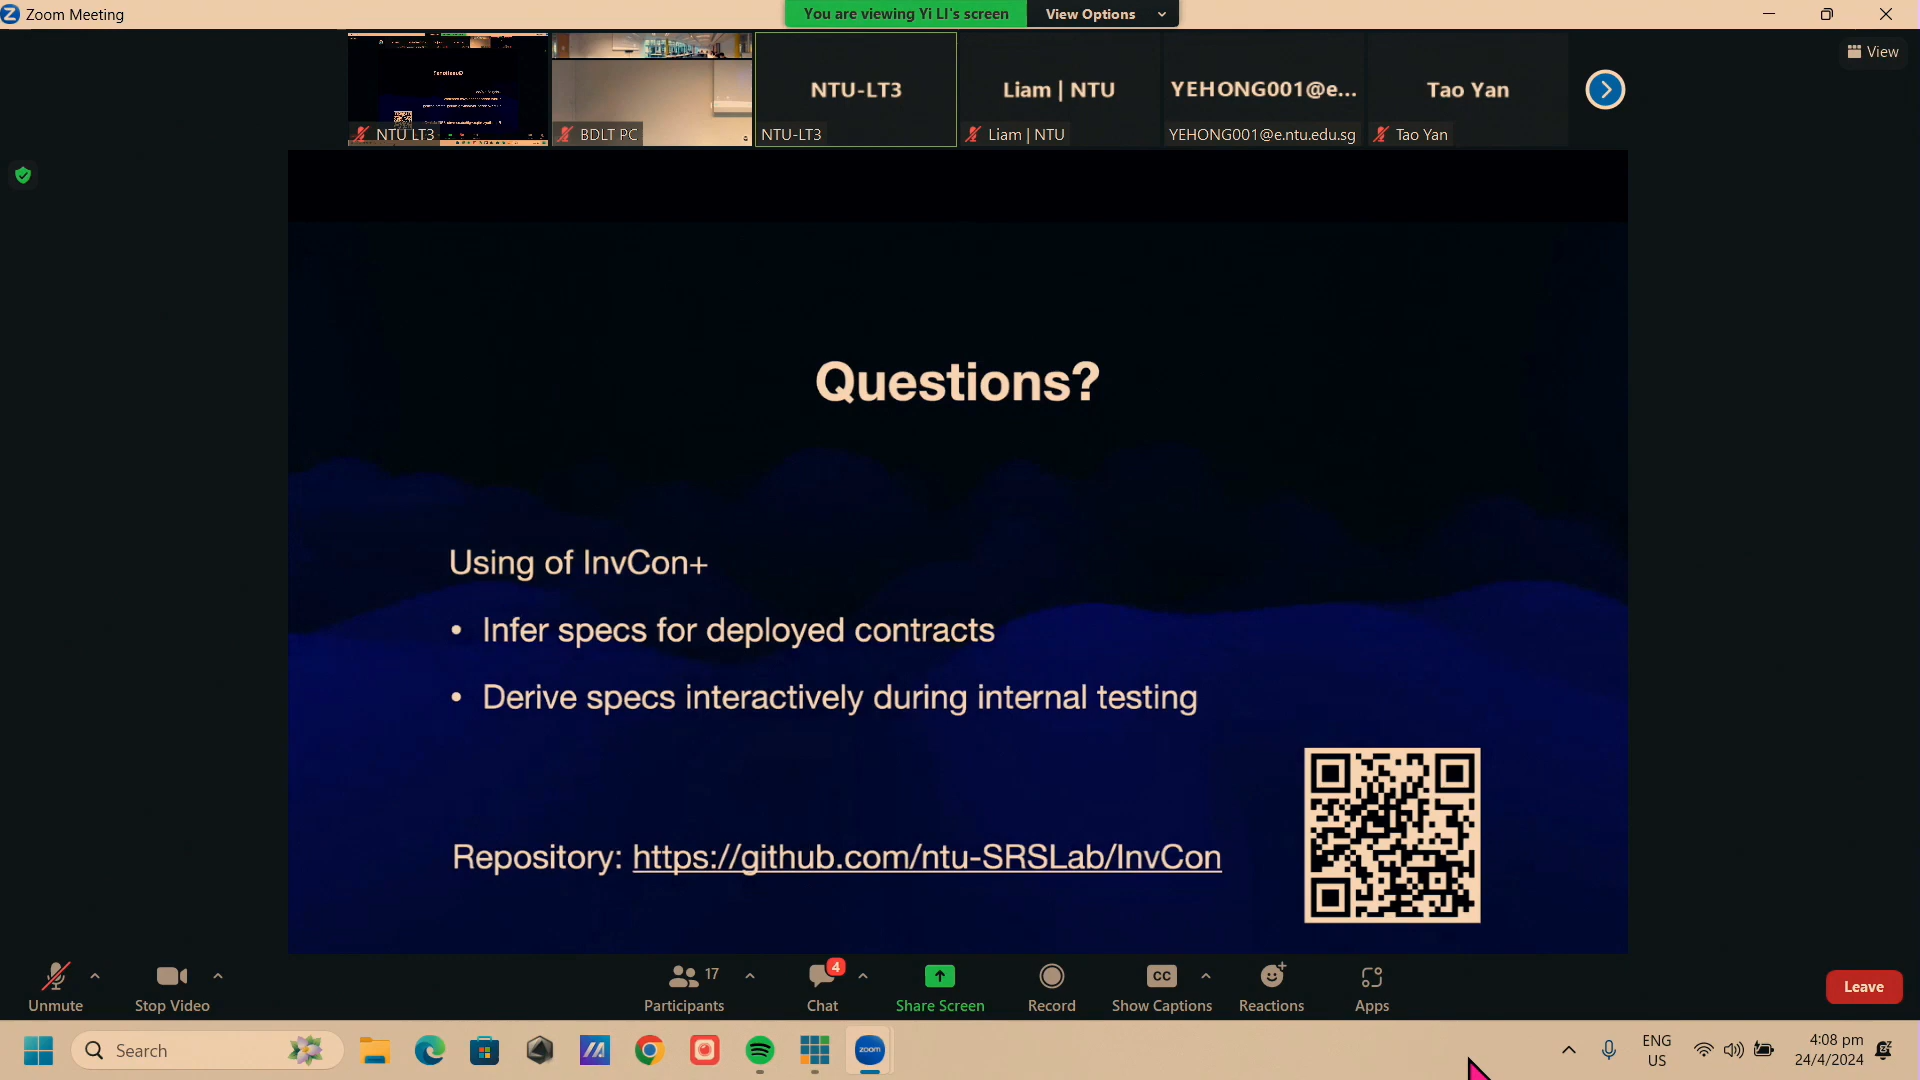 Zoom Meeting
You are viewing Yi LI's screen
View Options
View
NTU LT3
BDLT PC
NTU-LT3
NTU-LT3
Liam | NTU
Liam | NTU
YEHONG001@e...
YEHONG001@e.ntu.edu.sg
Tao Yan
Tao Yan
Questions?
Using of InvCon+
• Infer specs for deployed contracts
• Derive specs interactively during internal testing
Repository: https://github.com/ntu-SRSLab/InvCon
Unmute
Stop Video
17
Participants
4
Chat
Share Screen
Record
CC
Show Captions
Reactions
Apps
Leave
Search
zoom
ENG
US
4:08 pm
24/4/2024